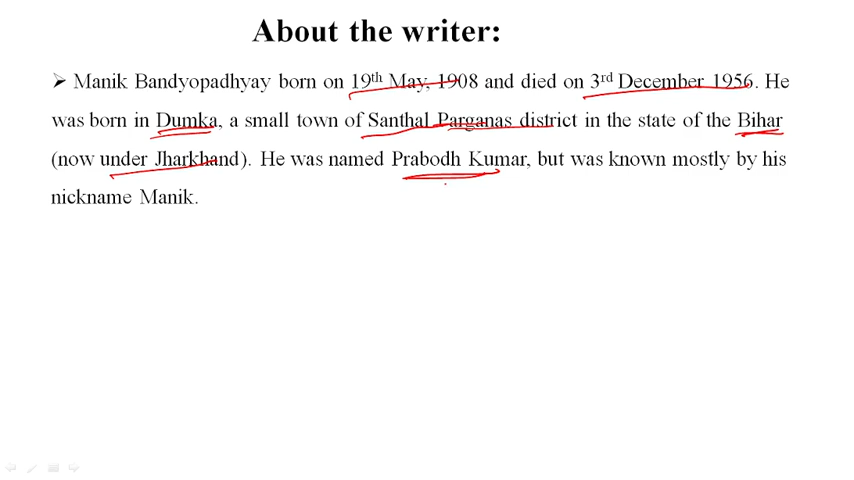 About the writer:
➢ Manik Bandyopadhyay born on 19th May, 1908 and died on 3rd December 1956. He
was born in Dumka, a small town of Santhal Parganas district in the state of the Bihar
(now under Jharkhand). He was named Prabodh Kumar, but was known mostly by his
nickname Manik.